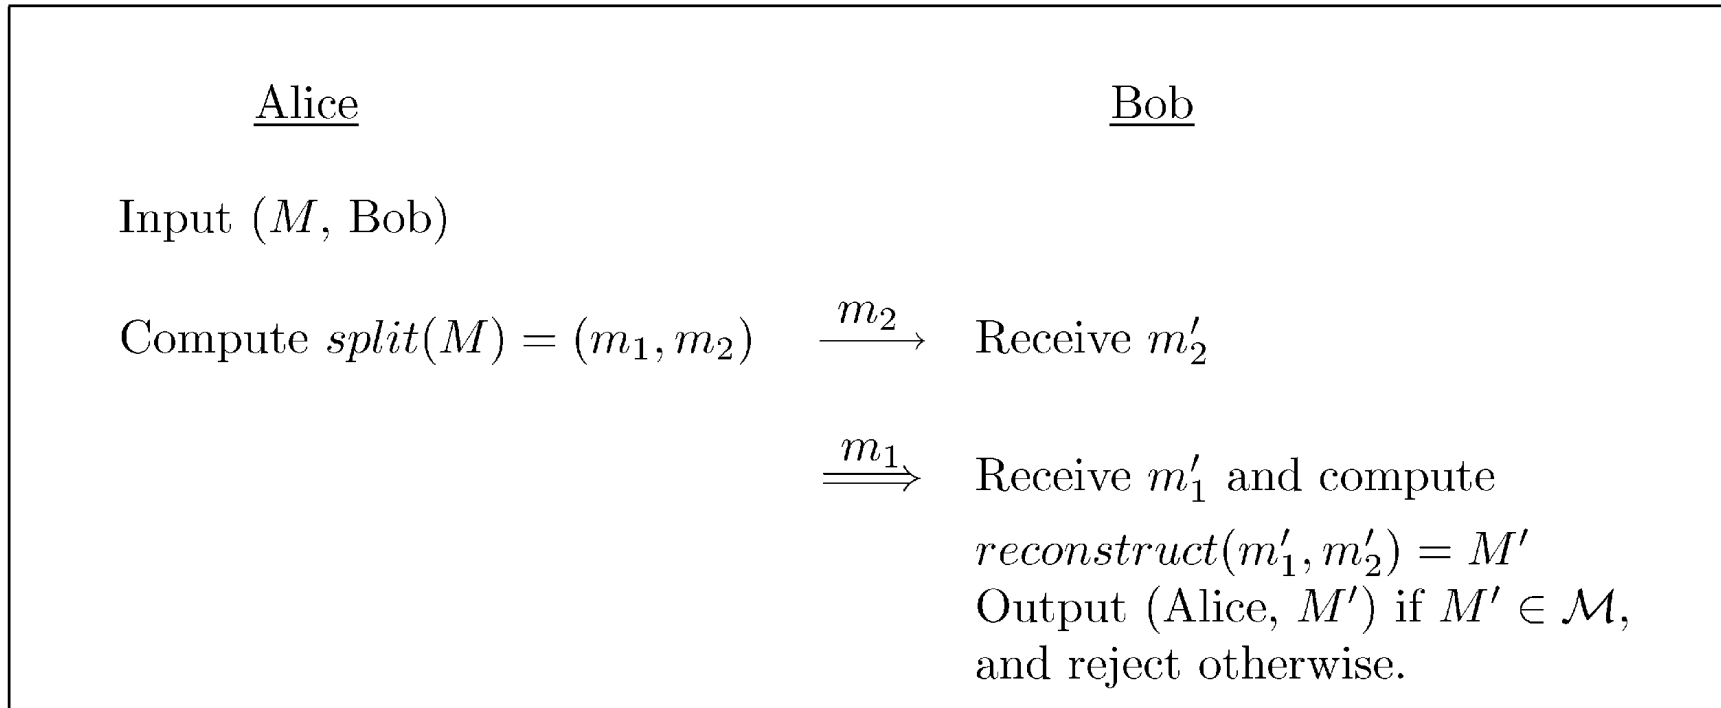 Alice Bob
Input (M, Bob)
Compute split(M) = (m₁, m₂) m₂ ⟶ Receive m′₂
m₁ ⟹ Receive m′₁ and compute
reconstruct(m′₁, m′₂) = M′
Output (Alice, M′) if M′ ∈ ℳ,
and reject otherwise.